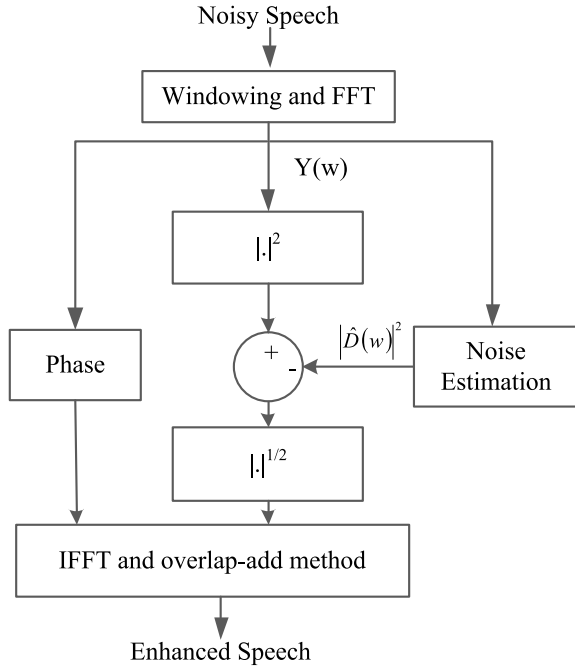 Noisy Speech
Windowing and FFT
Y(w)
|.|²
|D̂(w)|²
+
-
Phase
Noise
Estimation
|.|^1/2
IFFT and overlap-add method
Enhanced Speech